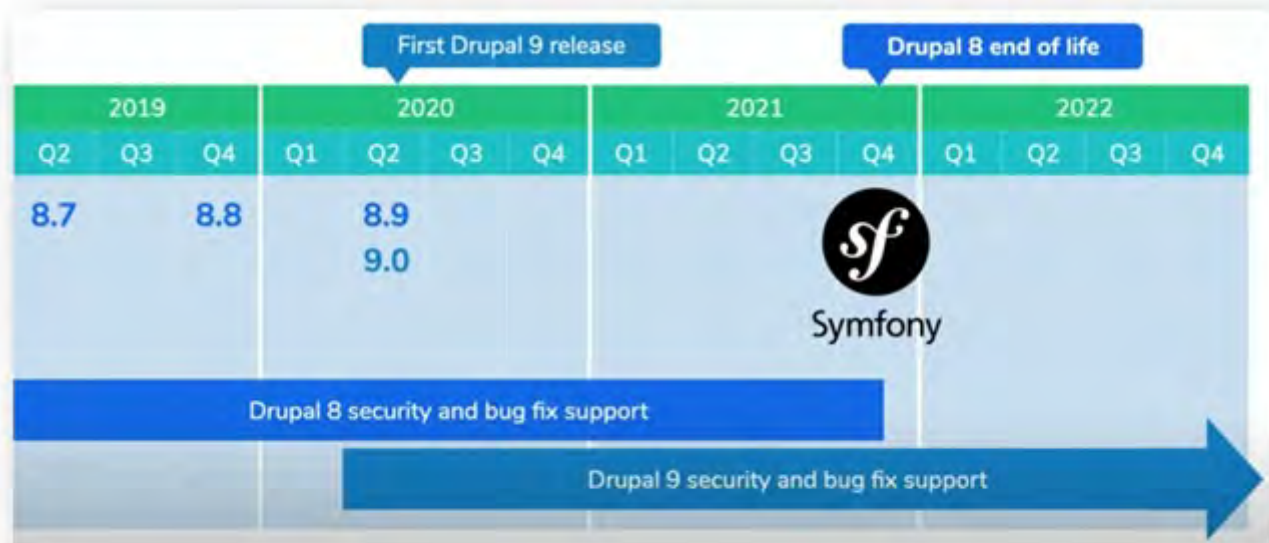 First Drupal 9 release
Drupal 8 end of life
2019 2020 2021 2022
Q2 Q3 Q4 Q1 Q2 Q3 Q4 Q1 Q2 Q3 Q4 Q1 Q2 Q3 Q4
8.7 8.8 8.9
9.0
sf
Symfony
Drupal 8 security and bug fix support
Drupal 9 security and bug fix support